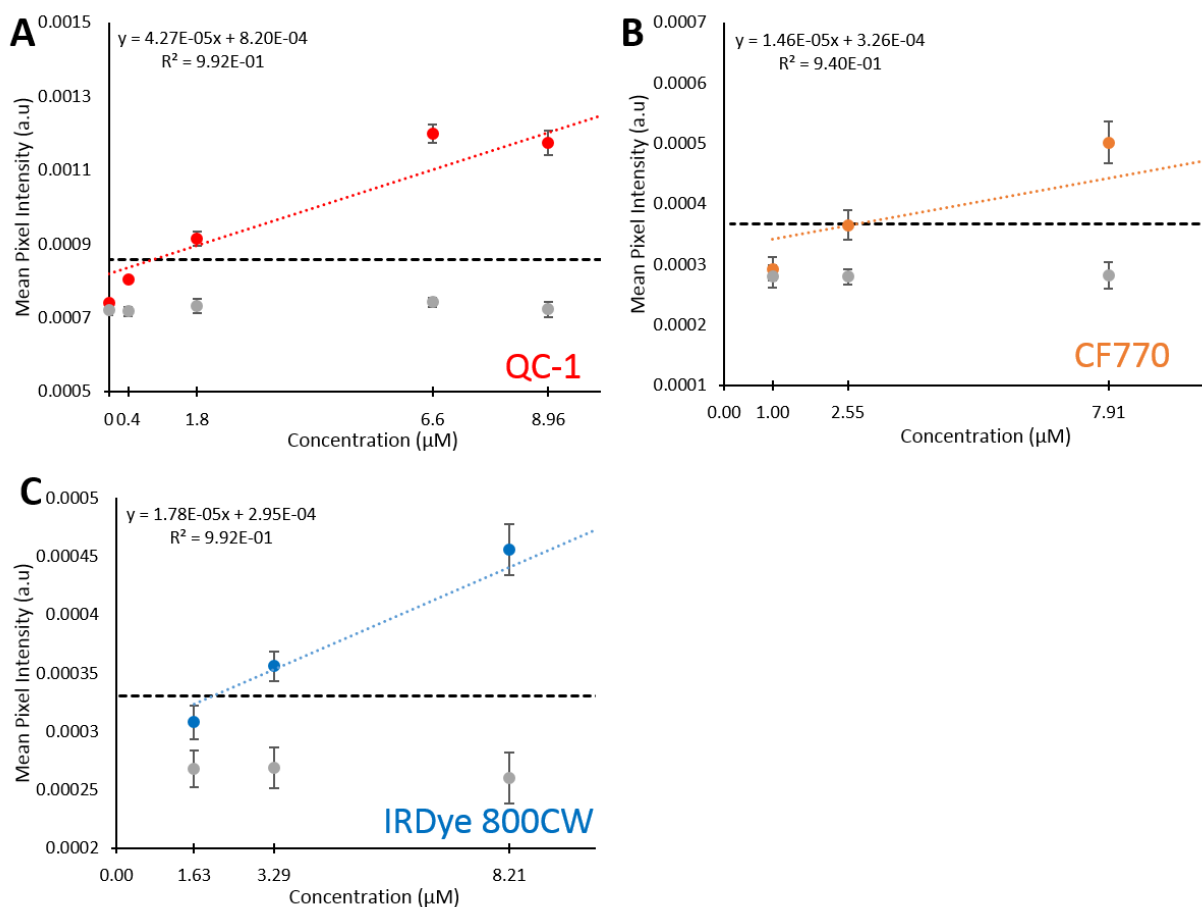 A
y = 4.27E-05x + 8.20E-04
R² = 9.92E-01
Mean Pixel Intensity (a.u)
0.0015
0.0013
0.0011
0.0009
0.0007
0.0005
0 0.4 1.8 6.6 8.96
Concentration (µM)
QC-1
B
y = 1.46E-05x + 3.26E-04
R² = 9.40E-01
Mean Pixel Intensity (a.u)
0.0007
0.0006
0.0005
0.0004
0.0003
0.0002
0.0001
0.00 1.00 2.55 7.91
Concentration (µM)
CF770
C
y = 1.78E-05x + 2.95E-04
R² = 9.92E-01
Mean Pixel Intensity (a.u)
0.0005
0.00045
0.0004
0.00035
0.0003
0.00025
0.0002
0.00 1.63 3.29 8.21
Concentration (µM)
IRDye 800CW